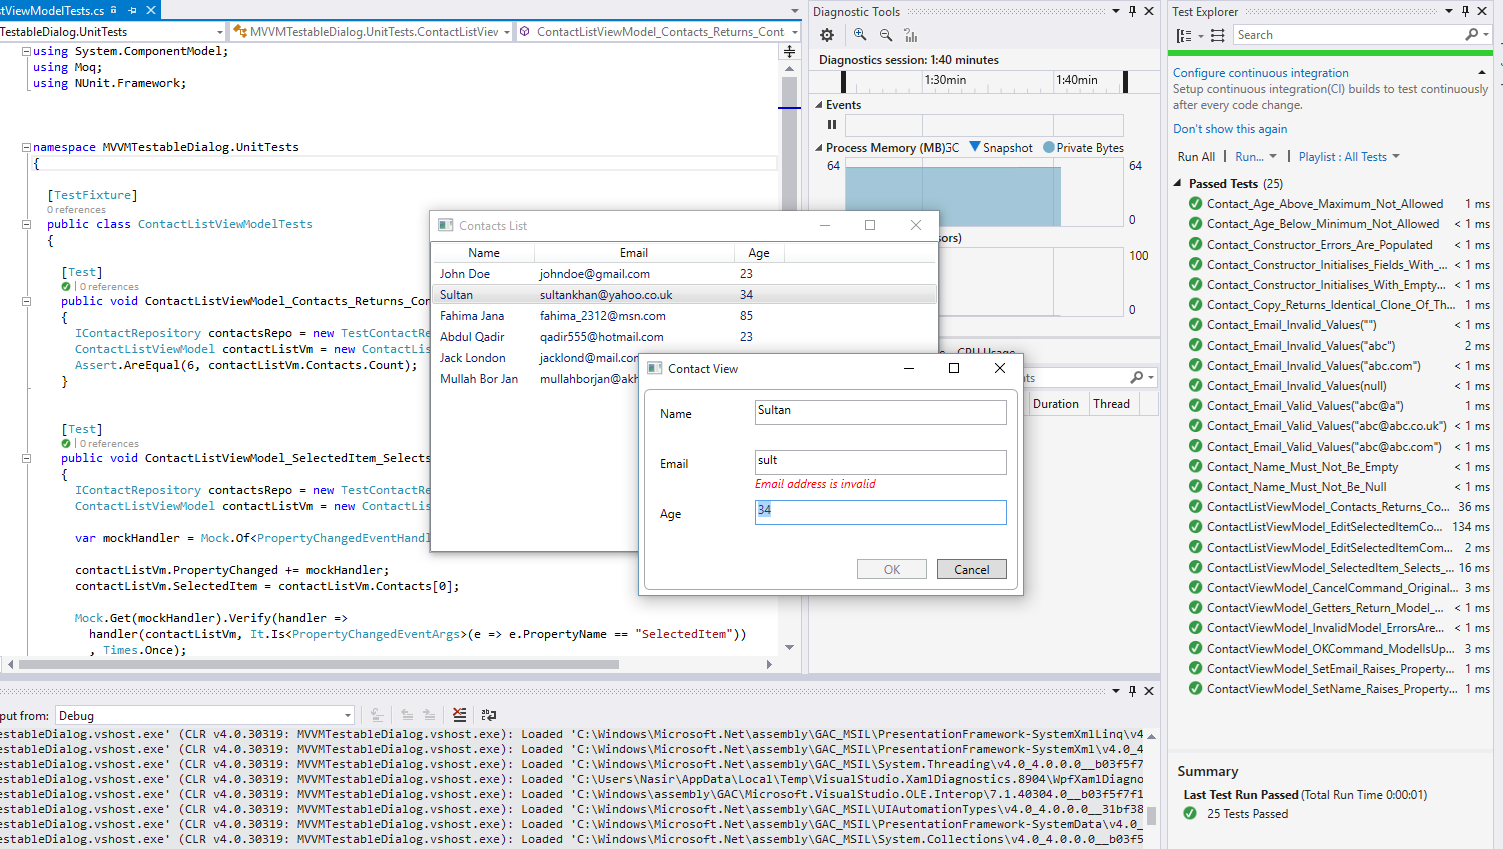 stViewModelTests.cs
TestableDialog.UnitTests
MVVMTestableDialog.UnitTests.ContactListView
ContactListViewModel_Contacts_Returns_Cont
using System.ComponentModel;
using Moq;
using NUnit.Framework;
namespace MVVMTestableDialog.UnitTests
{
[TestFixture]
0 references
public class ContactListViewModelTests
{
[Test]
| 0 references
public void ContactListViewModel_Contacts_Returns_Con
{
IContactRepository contactsRepo = new TestContactRe
ContactListViewModel contactListVm = new ContactLis
Assert.AreEqual(6, contactListVm.Contacts.Count);
}
[Test]
| 0 references
public void ContactListViewModel_SelectedItem_Selects
{
IContactRepository contactsRepo = new TestContactRe
ContactListViewModel contactListVm = new ContactLis
var mockHandler = Mock.Of<PropertyChangedEventHandl
contactListVm.PropertyChanged += mockHandler;
contactListVm.SelectedItem = contactListVm.Contacts[0];
Mock.Get(mockHandler).Verify(handler =>
handler(contactListVm, It.Is<PropertyChangedEventArgs>(e => e.PropertyName == "SelectedItem"))
, Times.Once);
Contacts List
Name Email Age
John Doe johndoe@gmail.com 23
Sultan sultankhan@yahoo.co.uk 34
Fahima Jana fahima_2312@msn.com 85
Abdul Qadir qadir555@hotmail.com 23
Jack London jacklond@mail.com
Mullah Bor Jan mullahborjan@akh
Contact View
Name Sultan
Email sult
Email address is invalid
Age 34
OK Cancel
Diagnostic Tools
Diagnostics session: 1:40 minutes
1:30min 1:40min
Events
Process Memory (MB) GC Snapshot Private Bytes
64 64
0
sors)
100
0
CPU Usage
nts
Duration Thread
Test Explorer
Search
Configure continuous integration
Setup continuous integration(CI) builds to test continuously
after every code change.
Don't show this again
Run All | Run... | Playlist : All Tests
Passed Tests (25)
Contact_Age_Above_Maximum_Not_Allowed 1 ms
Contact_Age_Below_Minimum_Not_Allowed < 1 ms
Contact_Constructor_Errors_Are_Populated < 1 ms
Contact_Constructor_Initialises_Fields_With_... < 1 ms
Contact_Constructor_Initialises_With_Empty... < 1 ms
Contact_Copy_Returns_Identical_Clone_Of_Th... < 1 ms
Contact_Email_Invalid_Values("") < 1 ms
Contact_Email_Invalid_Values("abc") 2 ms
Contact_Email_Invalid_Values("abc.com") < 1 ms
Contact_Email_Invalid_Values(null) < 1 ms
Contact_Email_Valid_Values("abc@a") < 1 ms
Contact_Email_Valid_Values("abc@abc.co.uk") < 1 ms
Contact_Email_Valid_Values("abc@abc.com") < 1 ms
Contact_Name_Must_Not_Be_Empty < 1 ms
Contact_Name_Must_Not_Be_Null < 1 ms
ContactListViewModel_Contacts_Returns_Co... 36 ms
ContactListViewModel_EditSelectedItemCo... 134 ms
ContactListViewModel_EditSelectedItemCom... 2 ms
ContactListViewModel_SelectedItem_Selects_... 16 ms
ContactViewModel_CancelCommand_Original... 3 ms
ContactViewModel_Getters_Return_Model_... < 1 ms
ContactViewModel_InvalidModel_ErrorsAre... < 1 ms
ContactViewModel_OKCommand_ModelIsUp... 3 ms
ContactViewModel_SetEmail_Raises_Property... 1 ms
ContactViewModel_SetName_Raises_Property... 1 ms
Summary
Last Test Run Passed (Total Run Time 0:00:01)
25 Tests Passed
put from: Debug
estableDialog.vshost.exe' (CLR v4.0.30319: MVVMTestableDialog.vshost.exe): Loaded 'C:\Windows\Microsoft.Net\assembly\GAC_MSIL\PresentationFramework-SystemXmlLinq\v4
estableDialog.vshost.exe' (CLR v4.0.30319: MVVMTestableDialog.vshost.exe): Loaded 'C:\Windows\Microsoft.Net\assembly\GAC_MSIL\PresentationFramework-SystemXml\v4.0_4
estableDialog.vshost.exe' (CLR v4.0.30319: MVVMTestableDialog.vshost.exe): Loaded 'C:\Windows\Microsoft.Net\assembly\GAC_MSIL\System.Threading\v4.0_4.0.0.0__b03f5f7
estableDialog.vshost.exe' (CLR v4.0.30319: MVVMTestableDialog.vshost.exe): Loaded 'C:\Users\Nasir\AppData\Local\Temp\VisualStudio.XamlDiagnostics.8904\WpfXamlDiagno
estableDialog.vshost.exe' (CLR v4.0.30319: MVVMTestableDialog.vshost.exe): Loaded 'C:\Windows\assembly\GAC\Microsoft.VisualStudio.OLE.Interop\7.1.40304.0__b03f5f7f1
estableDialog.vshost.exe' (CLR v4.0.30319: MVVMTestableDialog.vshost.exe): Loaded 'C:\Windows\Microsoft.Net\assembly\GAC_MSIL\UIAutomationTypes\v4.0_4.0.0.0__31bf38
estableDialog.vshost.exe' (CLR v4.0.30319: MVVMTestableDialog.vshost.exe): Loaded 'C:\Windows\Microsoft.Net\assembly\GAC_MSIL\PresentationFramework-SystemData\v4.0_
estableDialog.vshost.exe' (CLR v4.0.30319: MVVMTestableDialog.vshost.exe): Loaded 'C:\Windows\Microsoft.Net\assembly\GAC_MSIL\System.Collections\v4.0_4.0.0.0__b03f5